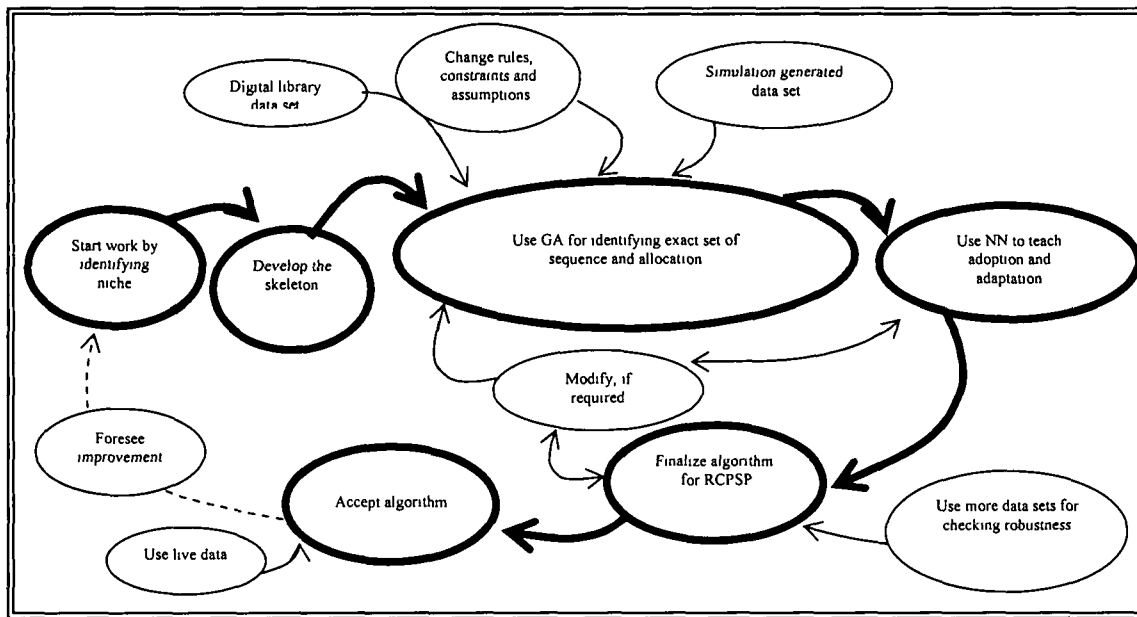 Digital library
data set
Change rules,
constraints and
assumptions
Simulation generated
data set
Start work by
identifying
niche
Develop the
skeleton
Use GA for identifying exact set of
sequence and allocation
Use NN to teach
adoption and
adaptation
Modify, if
required
Foresee
improvement
Accept algorithm
Finalize algorithm
for RCPSP
Use more data sets for
checking robustness
Use live data